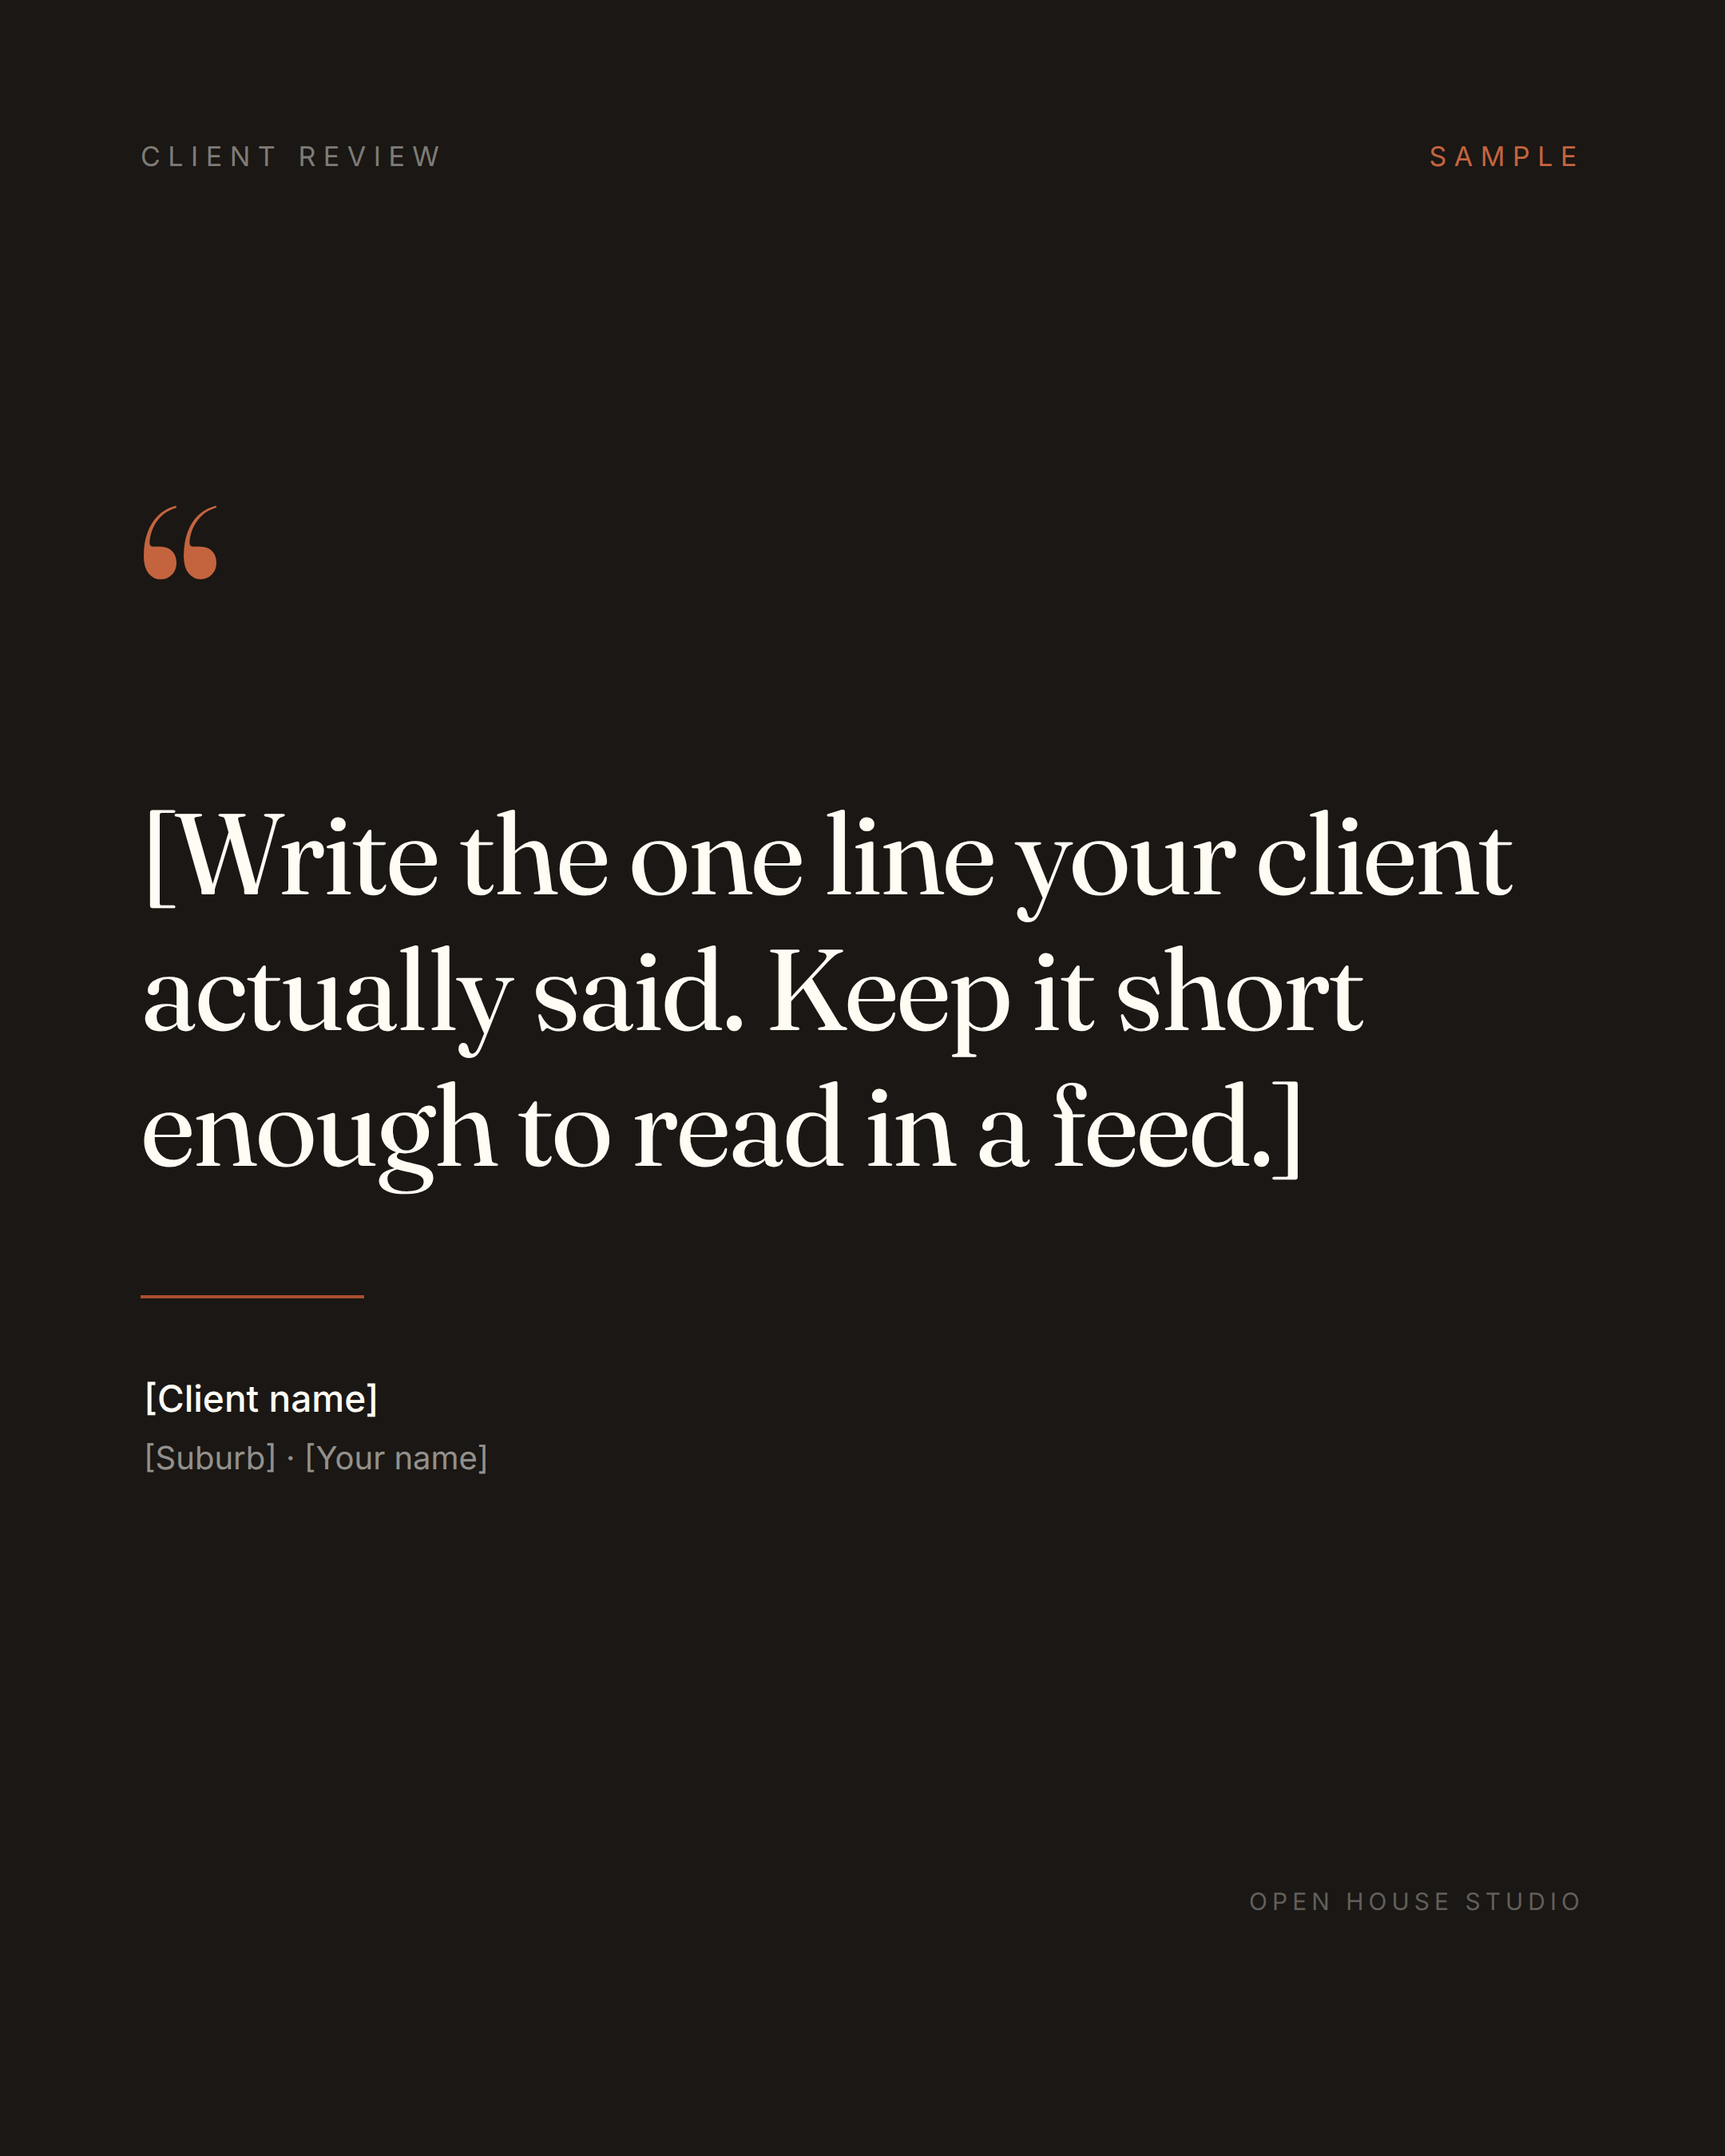 CLIENT REVIEW
SAMPLE
“
[Write the one line your client
actually said. Keep it short
enough to read in a feed.]
[Client name]
[Suburb] · [Your name]
OPEN HOUSE STUDIO